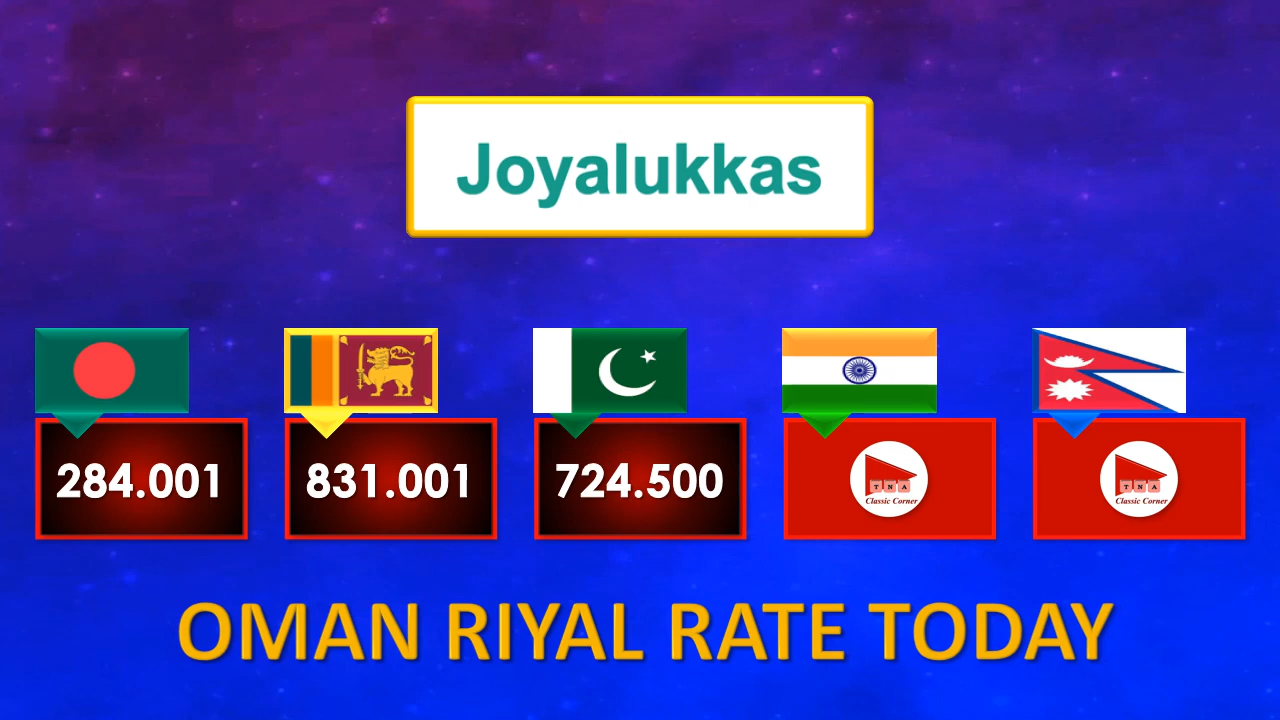 Joyalukkas
284.001
831.001
724.500
TNA
Classic Corner
TNA
Classic Corner
OMAN RIYAL RATE TODAY